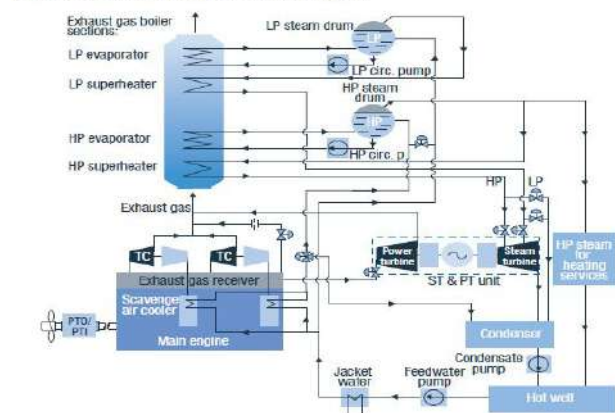 Exhaust gas boiler
sections:
LP evaporator
LP superheater
HP evaporator
HP superheater
LP steam drum
LP
LP circ. pump
HP steam
drum
HP
HP circ. p
Exhaust gas
HP
LP
TC
TC
Exhaust gas receiver
Scavenge
air cooler
Main engine
PTO/
PTI
Power
turbine
Steam
turbine
ST & PT unit
HP steam
for
heating
services
Condenser
Condensate
pump
Jacket
water
Feedwater
pump
Hot well